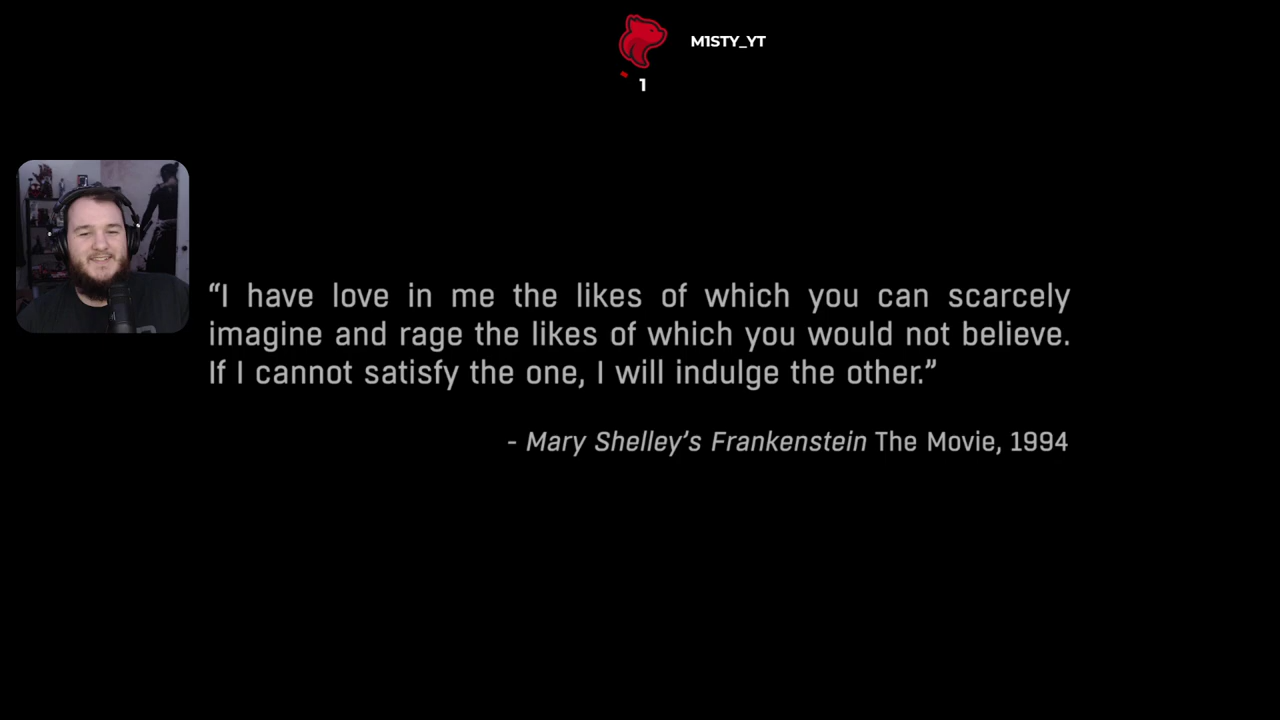 M1STY_YT
1
“I have love in me the likes of which you can scarcely
imagine and rage the likes of which you would not believe.
If I cannot satisfy the one, I will indulge the other.”
- Mary Shelley’s Frankenstein The Movie, 1994